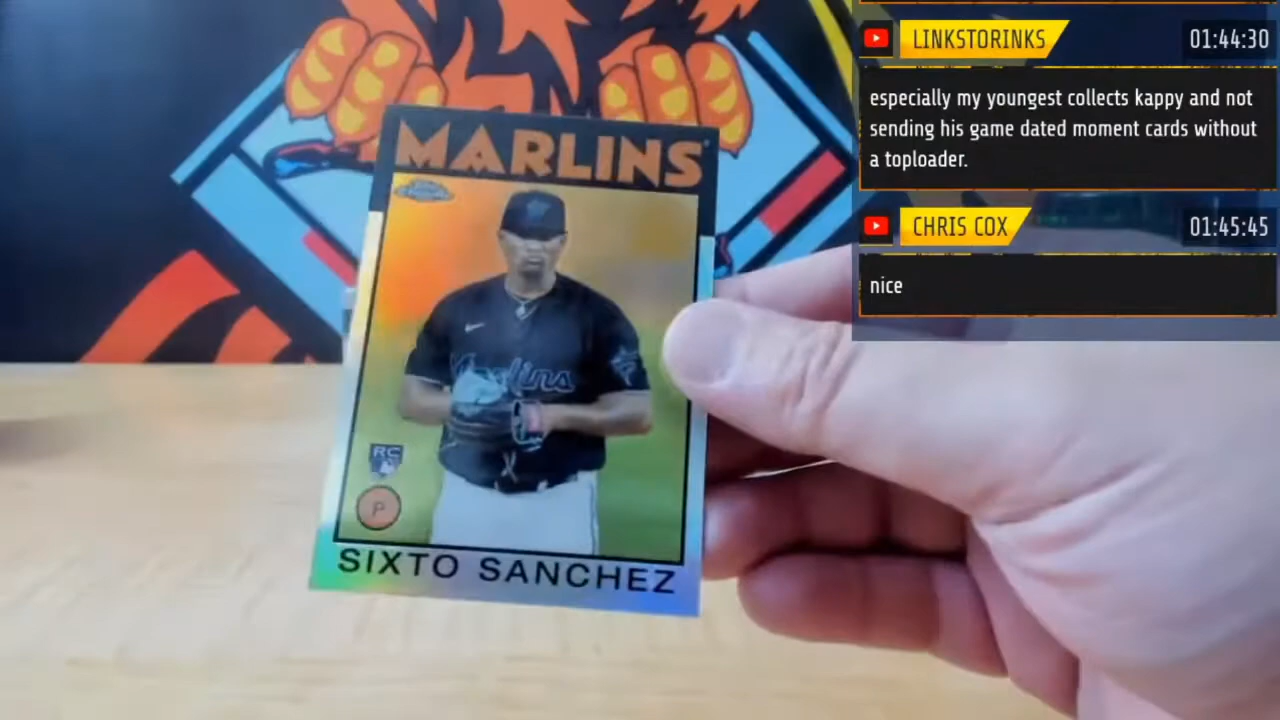 LINKSTORINKS 01:44:30
especially my youngest collects kappy and not
sending his game dated moment cards without
a toploader.
CHRIS COX 01:45:45
nice
MARLINS
Marlins
RC
P
SIXTO SANCHEZ